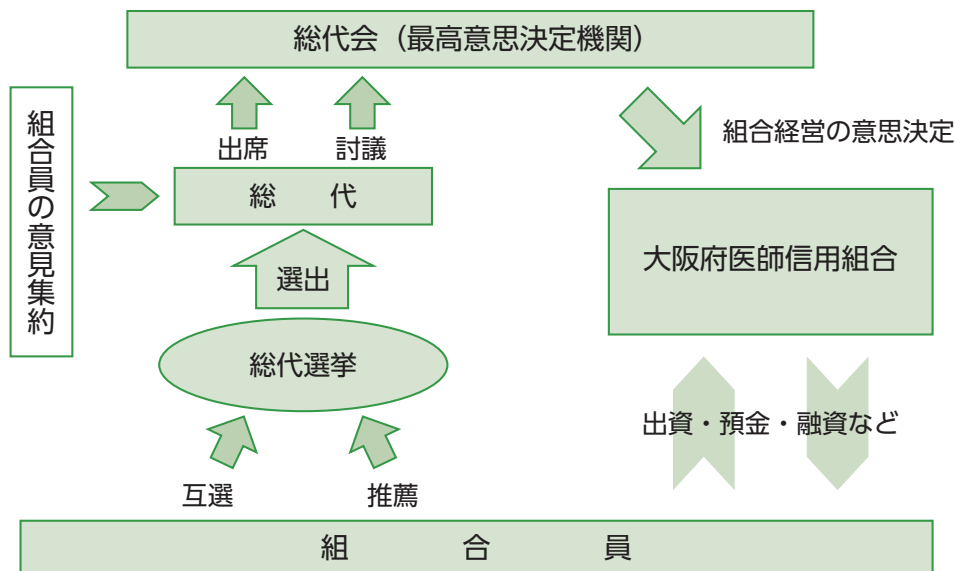 総代会（最高意思決定機関）
組合員の意見集約
出席
討議
総　代
選出
総代選挙
互選
推薦
組合経営の意思決定
大阪府医師信用組合
出資・預金・融資など
組　合　員